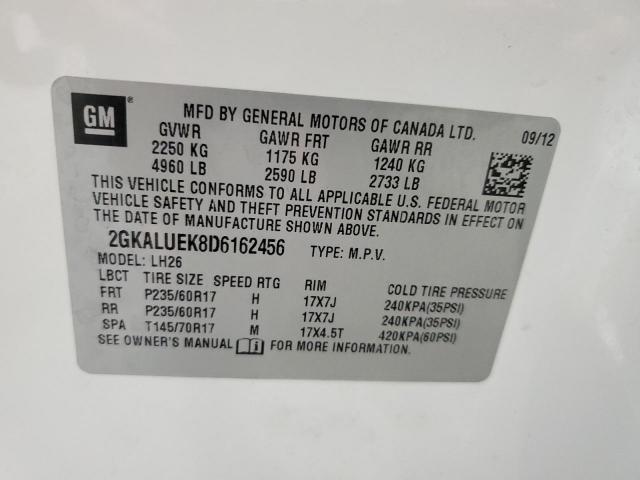 GM ® MFD BY GENERAL MOTORS OF CANADA LTD. 09/12
GVWR GAWR FRT GAWR RR
2250 KG 1175 KG 1240 KG
4960 LB 2590 LB 2733 LB
THIS VEHICLE CONFORMS TO ALL APPLICABLE U.S. FEDERAL MOTOR
VEHICLE SAFETY AND THEFT PREVENTION STANDARDS IN EFFECT ON
THE DATE OF MANUFACTURE SHOWN ABOVE.
2GKALUEK8D6162456 TYPE: M.P.V.
MODEL: LH26
LBCT TIRE SIZE SPEED RTG RIM COLD TIRE PRESSURE
FRT P235/60R17 H 17X7J 240KPA(35PSI)
RR P235/60R17 H 17X7J 240KPA(35PSI)
SPA T145/70R17 M 17X4.5T 420KPA(60PSI)
SEE OWNER'S MANUAL i FOR MORE INFORMATION.